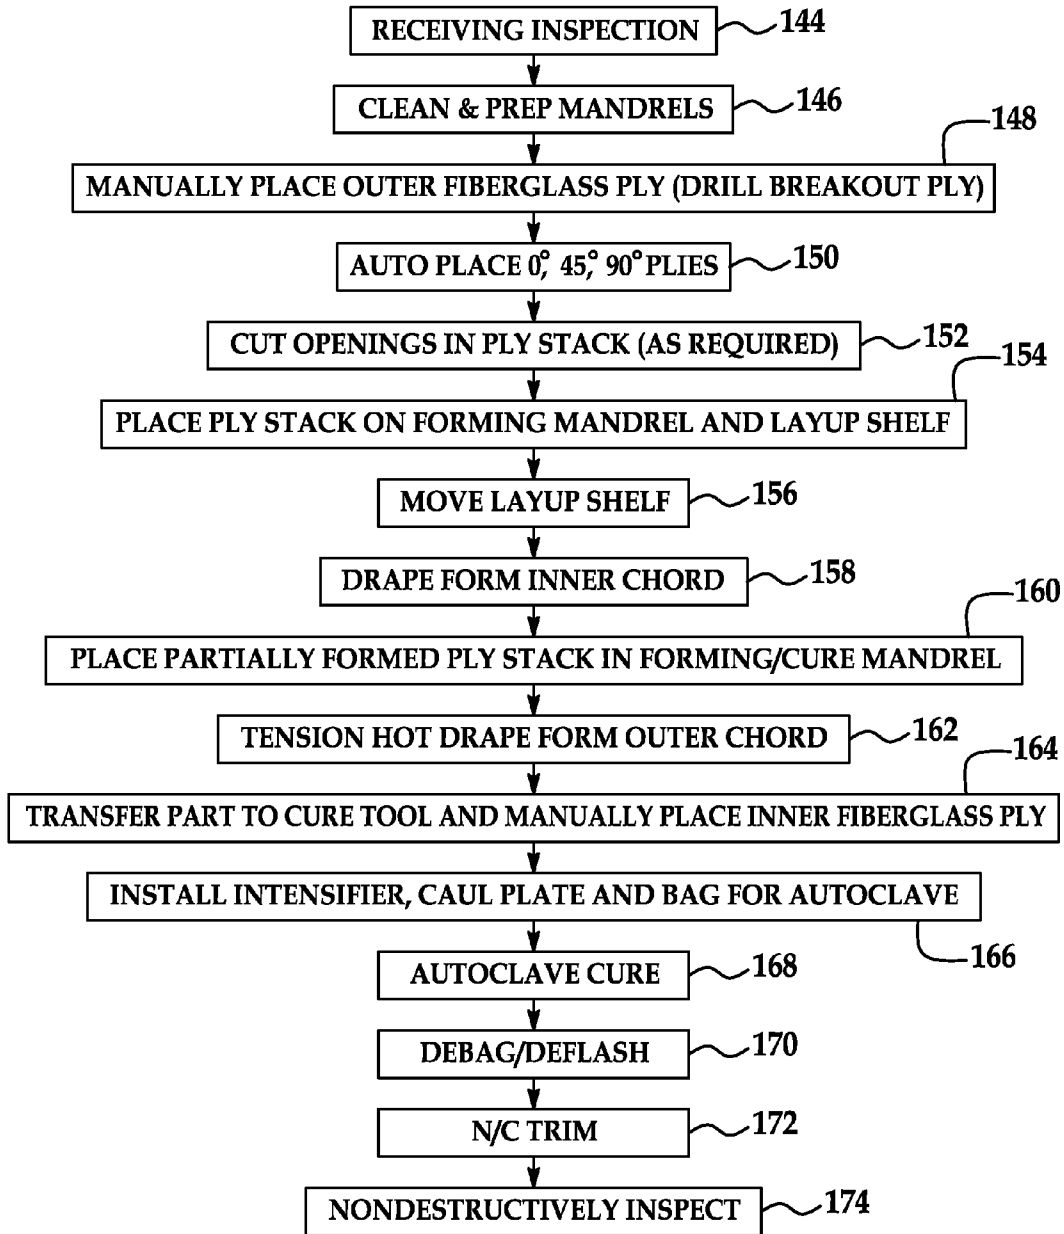 RECEIVING INSPECTION 144
CLEAN & PREP MANDRELS 146
148
MANUALLY PLACE OUTER FIBERGLASS PLY (DRILL BREAKOUT PLY)
AUTO PLACE 0°, 45°, 90° PLIES 150
CUT OPENINGS IN PLY STACK (AS REQUIRED) 152
154
PLACE PLY STACK ON FORMING MANDREL AND LAYUP SHELF
MOVE LAYUP SHELF 156
DRAPE FORM INNER CHORD 158
160
PLACE PARTIALLY FORMED PLY STACK IN FORMING/CURE MANDREL
TENSION HOT DRAPE FORM OUTER CHORD 162
164
TRANSFER PART TO CURE TOOL AND MANUALLY PLACE INNER FIBERGLASS PLY
INSTALL INTENSIFIER, CAUL PLATE AND BAG FOR AUTOCLAVE
166
AUTOCLAVE CURE 168
DEBAG/DEFLASH 170
N/C TRIM 172
NONDESTRUCTIVELY INSPECT 174